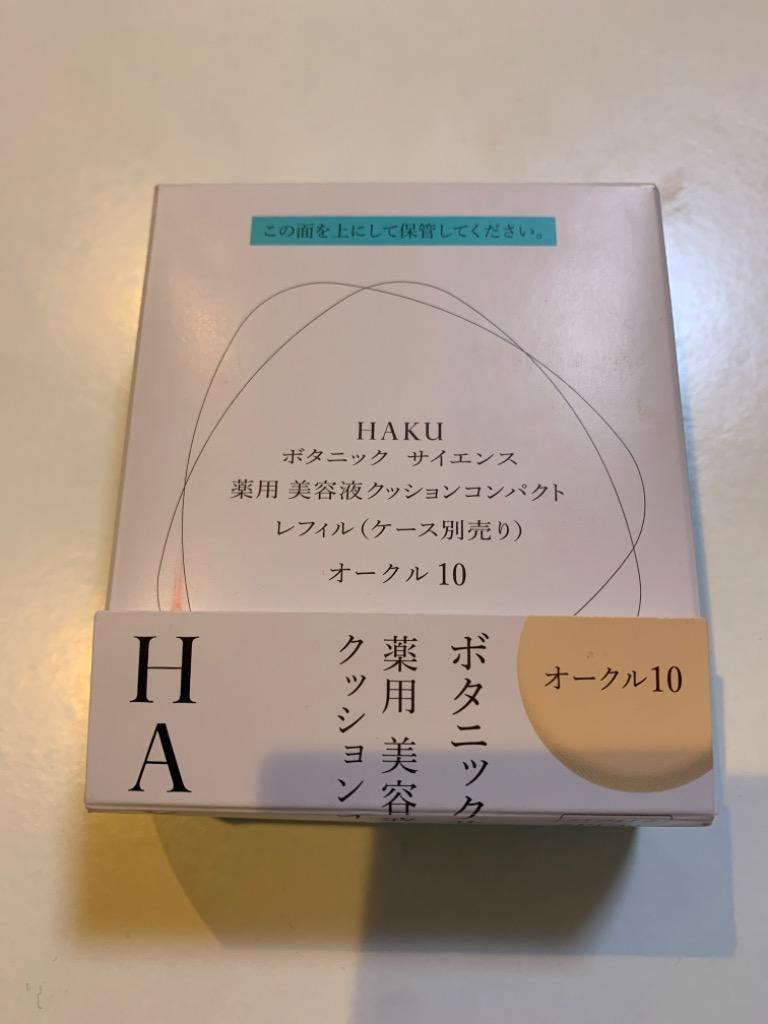 この面を上にして保管してください。
HAKU
ボタニック サイエンス
薬用 美容液クッションコンパクト
レフィル(ケース別売り)
オークル 10
HA
ボタニック
薬用 美容
クッション
オークル10